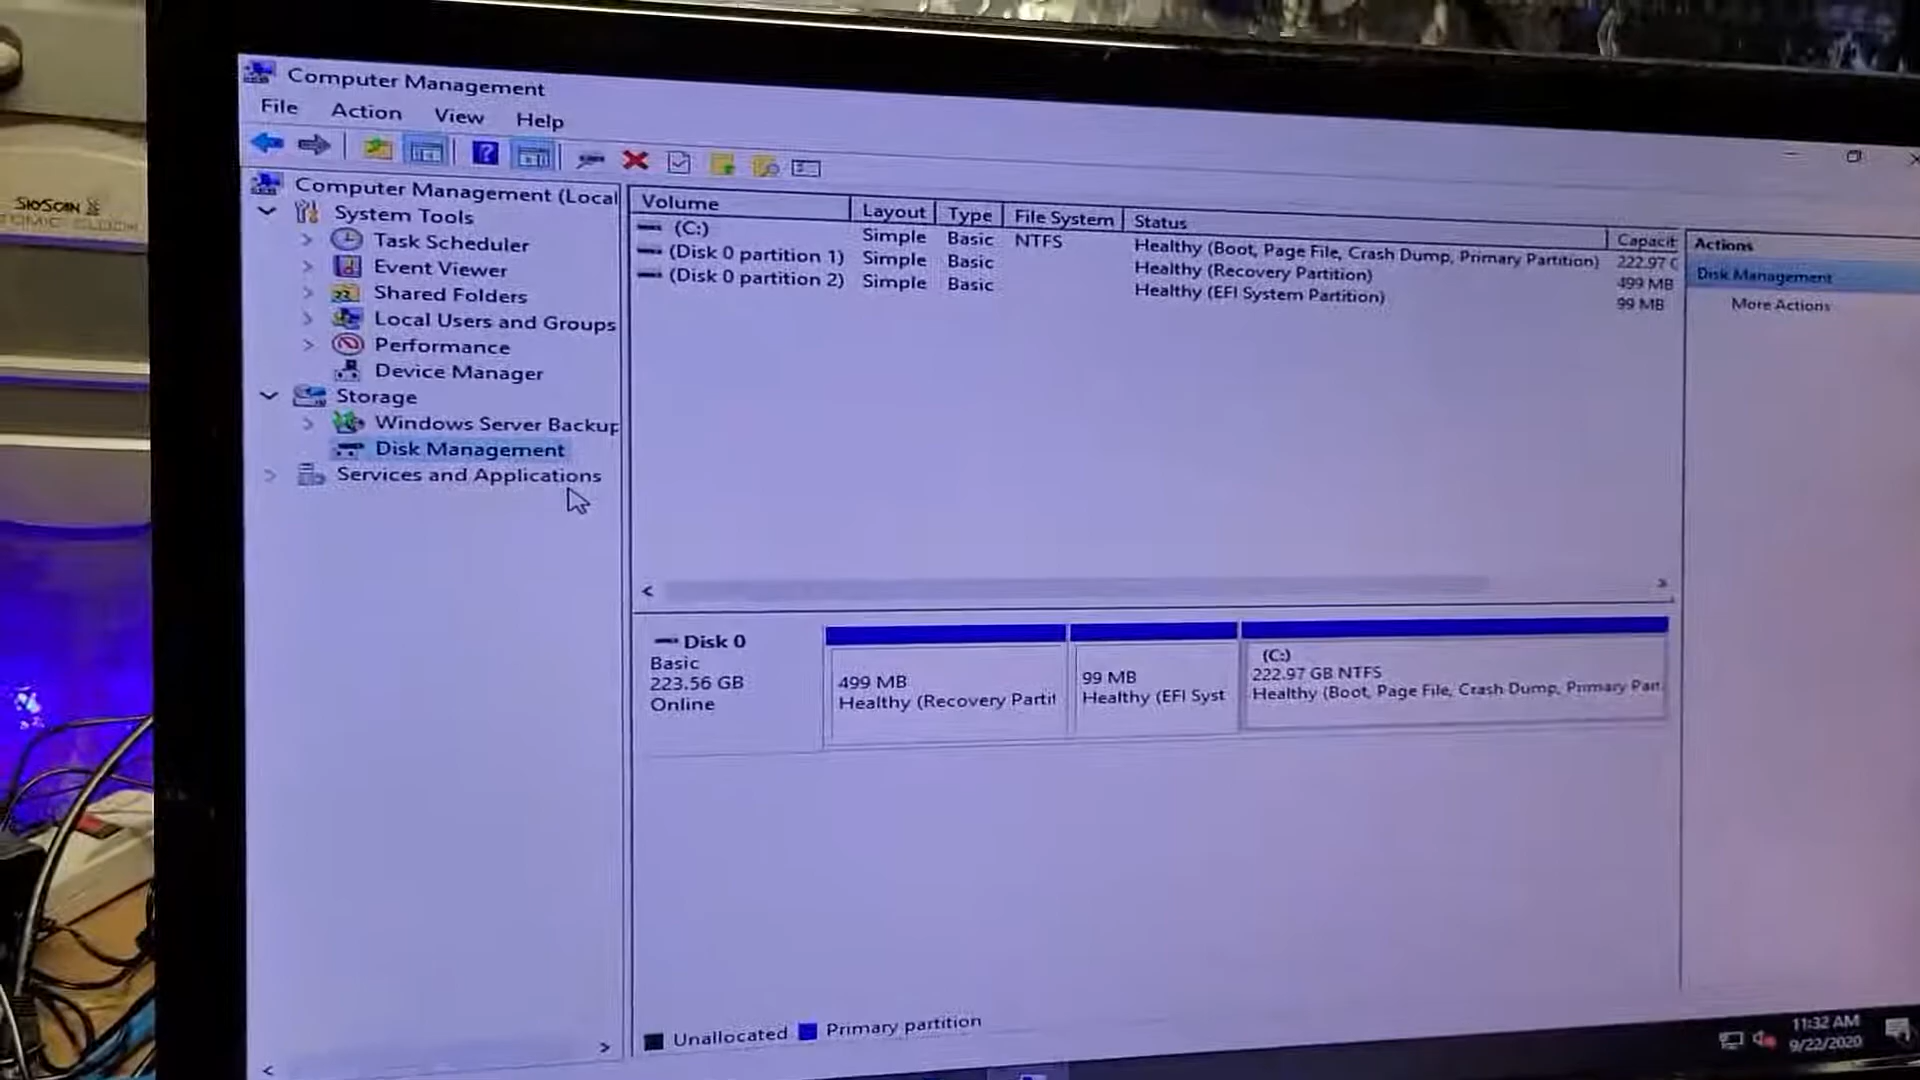 SKYSCAN
ATOMIC CLOCK
Computer Management
File Action View Help
Computer Management (Local
System Tools
Task Scheduler
Event Viewer
Shared Folders
Local Users and Groups
Performance
Device Manager
Storage
Windows Server Backup
Disk Management
Services and Applications
Volume Layout Type File System Status Capacit
(C:) Simple Basic NTFS Healthy (Boot, Page File, Crash Dump, Primary Partition) 222.97 G
(Disk 0 partition 1) Simple Basic Healthy (Recovery Partition) 499 MB
(Disk 0 partition 2) Simple Basic Healthy (EFI System Partition) 99 MB
Actions
Disk Management
More Actions
Disk 0
Basic
223.56 GB
Online
499 MB
Healthy (Recovery Partit
99 MB
Healthy (EFI Syst
(C:)
222.97 GB NTFS
Healthy (Boot, Page File, Crash Dump, Primary Part
Unallocated Primary partition
11:32 AM
9/22/2020